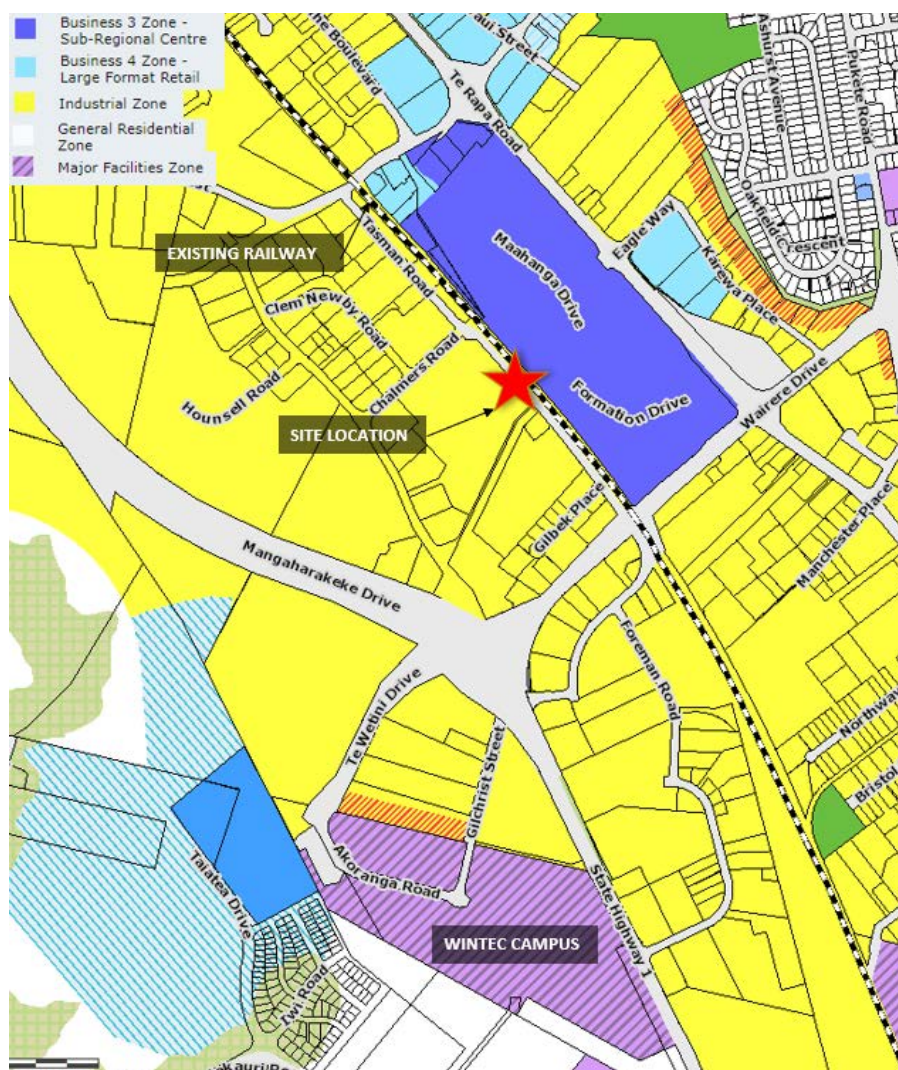 Business 3 Zone -
Sub-Regional Centre
Business 4 Zone -
Large Format Retail
Industrial Zone
General Residential
Zone
Major Facilities Zone
The Boulevard
Street
Te Rapa Road
Ashurst Avenue
Pukete Road
Oakfield Crescent
Eagle Way
Karewa Place
EXISTING RAILWAY
Tasman Road
Maahanga Drive
Clem Newby Road
Chalmers Road
Hounsell Road
Formation Drive
Wairere Drive
SITE LOCATION
Gilbek Place
Manchester Place
Mangaharakeke Drive
Foreman Road
Te Wetini Drive
Gilchrist Street
Northway
Bristol
Akoranga Road
Taiatea Drive
State Highway 1
WINTEC CAMPUS
Iwi Road